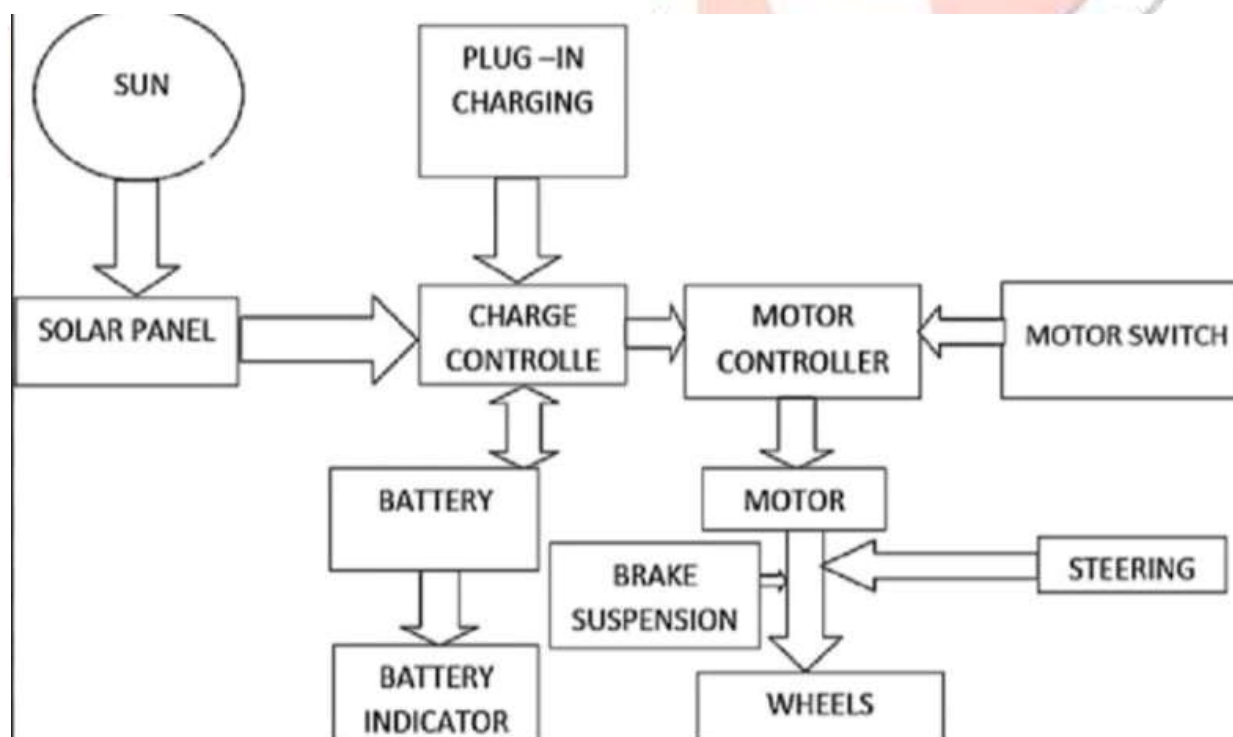 SUN
PLUG –IN
CHARGING
SOLAR PANEL
CHARGE
CONTROLLE
MOTOR
CONTROLLER
MOTOR SWITCH
BATTERY
MOTOR
BRAKE
SUSPENSION
STEERING
BATTERY
INDICATOR
WHEELS